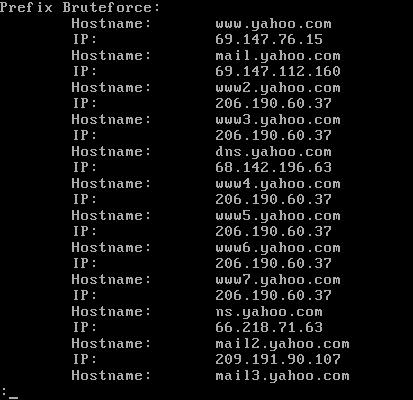 Prefix Bruteforce:
Hostname: www.yahoo.com
IP: 69.147.76.15
Hostname: mail.yahoo.com
IP: 69.147.112.160
Hostname: www2.yahoo.com
IP: 206.190.60.37
Hostname: www3.yahoo.com
IP: 206.190.60.37
Hostname: dns.yahoo.com
IP: 68.142.196.63
Hostname: www4.yahoo.com
IP: 206.190.60.37
Hostname: www5.yahoo.com
IP: 206.190.60.37
Hostname: www6.yahoo.com
IP: 206.190.60.37
Hostname: www7.yahoo.com
IP: 206.190.60.37
Hostname: ns.yahoo.com
IP: 66.218.71.63
Hostname: mail2.yahoo.com
IP: 209.191.90.107
Hostname: mail3.yahoo.com
:_